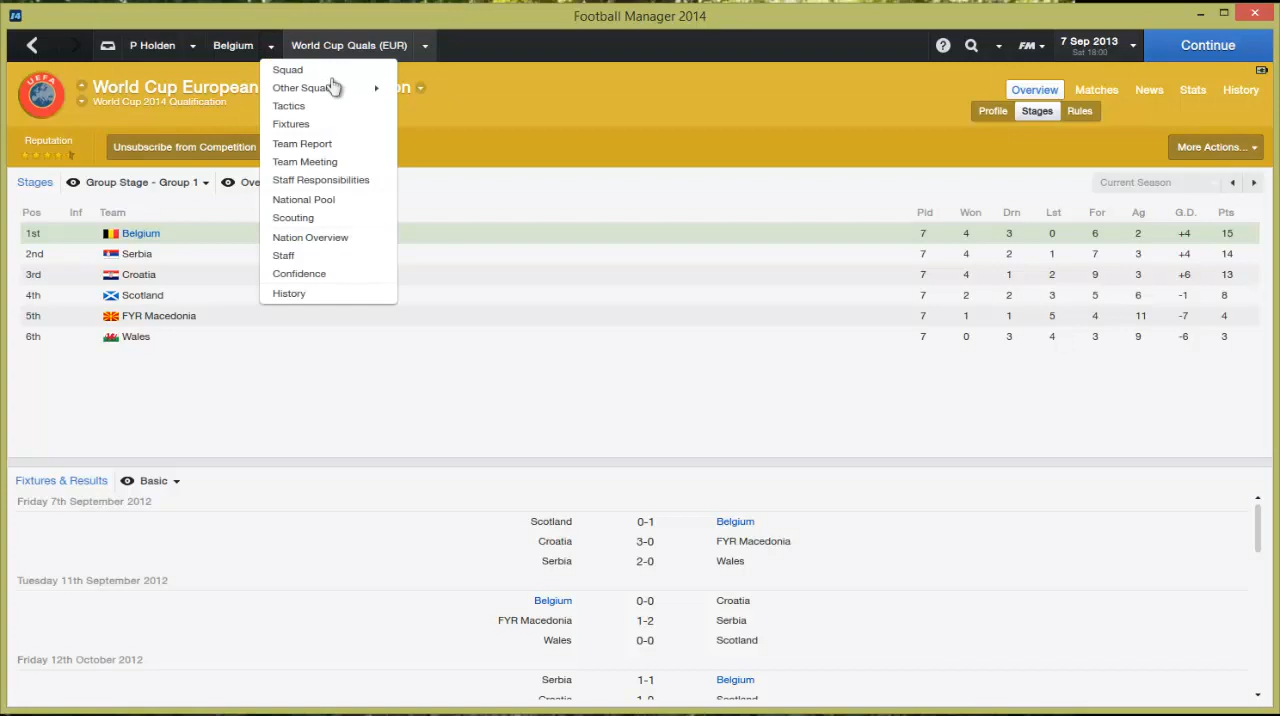 Football Manager 2014
P Holden Belgium World Cup Quals (EUR) FM 7 Sep 2013 Sat 18:00 Continue
UEFA
World Cup European on
World Cup 2014 Qualification
Overview Matches News Stats History
Profile Stages Rules
Reputation
Unsubscribe from Competition
More Actions...
Squad
Other Squa
Tactics
Fixtures
Team Report
Team Meeting
Staff Responsibilities
National Pool
Scouting
Nation Overview
Staff
Confidence
History
Stages Group Stage - Group 1 Ove Current Season
Pos Inf Team Pld Won Drn Lst For Ag G.D. Pts
1st Belgium 7 4 3 0 6 2 +4 15
2nd Serbia 7 4 2 1 7 3 +4 14
3rd Croatia 7 4 1 2 9 3 +6 13
4th Scotland 7 2 2 3 5 6 -1 8
5th FYR Macedonia 7 1 1 5 4 11 -7 4
6th Wales 7 0 3 4 3 9 -6 3
Fixtures & Results Basic
Friday 7th September 2012
Scotland 0-1 Belgium
Croatia 3-0 FYR Macedonia
Serbia 2-0 Wales
Tuesday 11th September 2012
Belgium 0-0 Croatia
FYR Macedonia 1-2 Serbia
Wales 0-0 Scotland
Friday 12th October 2012
Serbia 1-1 Belgium
Croatia 1-0 Scotland